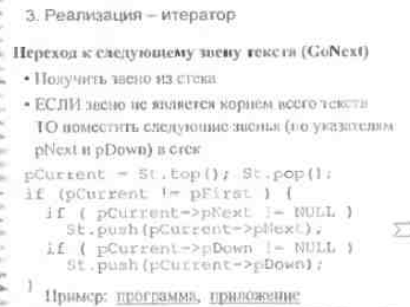 3. Реализация – итератор
Переход к следующему звену текста (GoNext)
• Получить звено из стека
• ЕСЛИ звено не является корнем всего текста
ТО поместить следующие звенья (по указателям
pNext и pDown) в стек
pCurrent = St.top(); St.pop();
if (pCurrent != pFirst ) {
if ( pCurrent->pNext != NULL )
St.push(pCurrent->pNext);
if ( pCurrent->pDown != NULL )
St.push(pCurrent->pDown);
}
Пример: программа, приложение